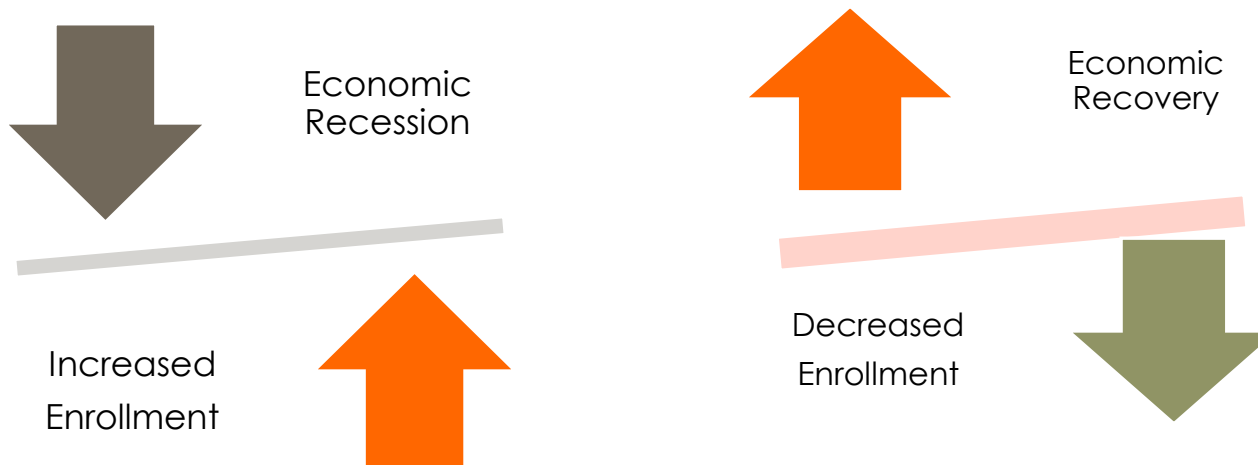 Economic
Recession
Increased
Enrollment
Economic
Recovery
Decreased
Enrollment